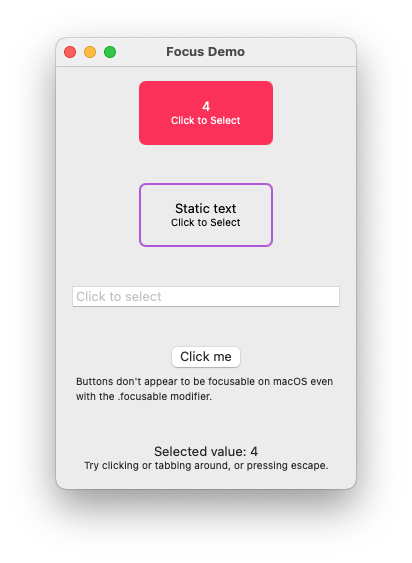 Focus Demo
4
Click to Select
Static text
Click to Select
Click to select
Click me
Buttons don't appear to be focusable on macOS even
with the .focusable modifier.
Selected value: 4
Try clicking or tabbing around, or pressing escape.